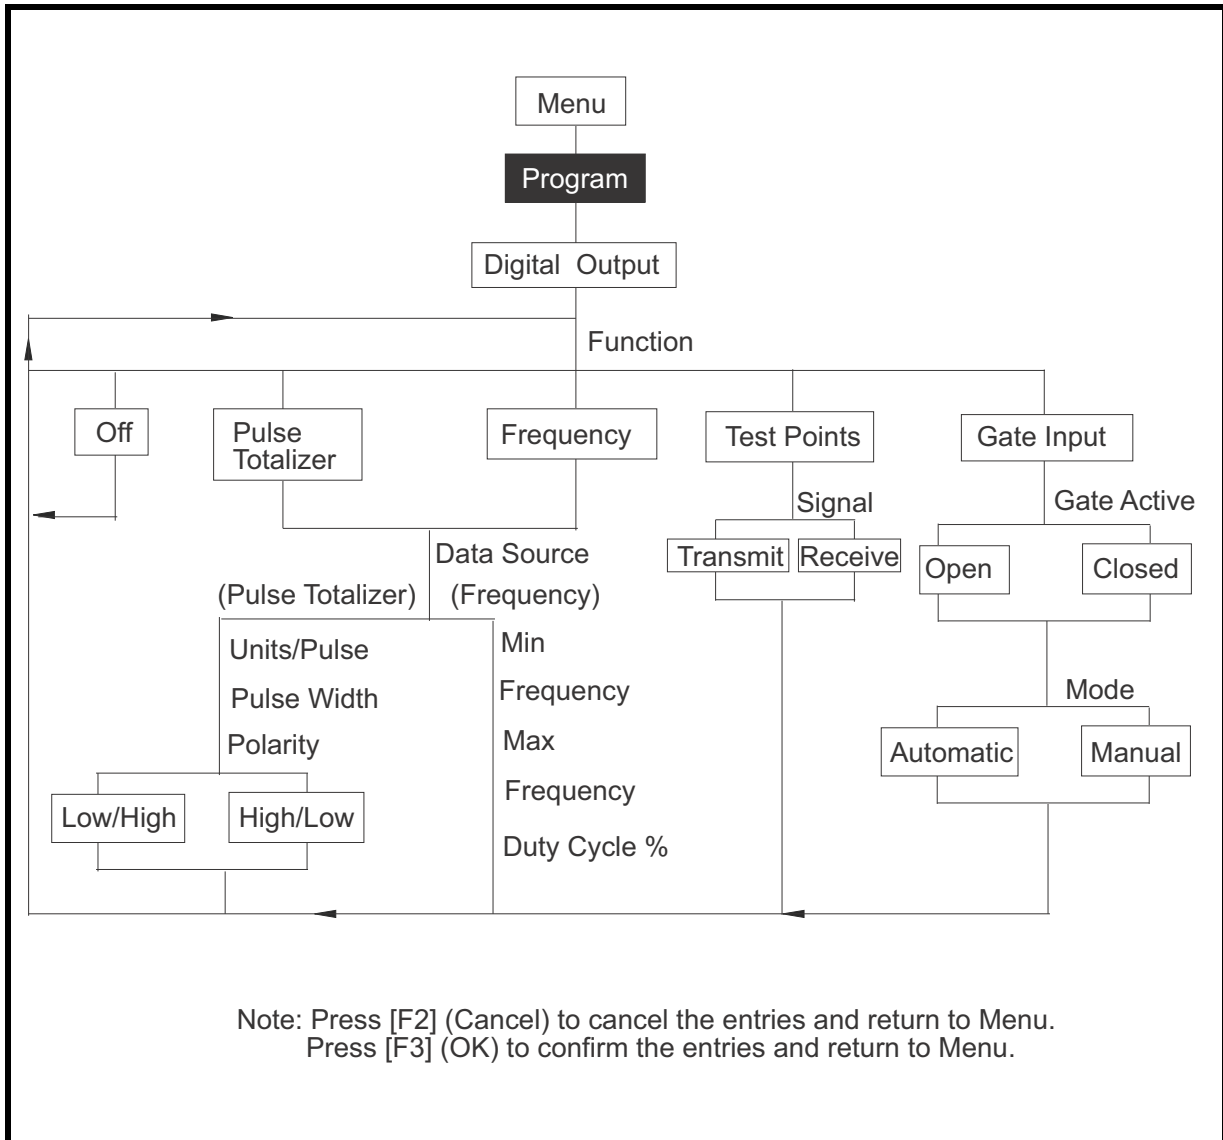 Menu
Program
Digital Output
Function
Off
Pulse
Totalizer
Frequency
Test Points
Gate Input
Signal
Gate Active
Transmit
Receive
Open
Closed
Data Source
(Pulse Totalizer)
(Frequency)
Units/Pulse
Min
Pulse Width
Frequency
Mode
Polarity
Max
Automatic
Manual
Low/High
High/Low
Frequency
Duty Cycle %
Note: Press [F2] (Cancel) to cancel the entries and return to Menu.
Press [F3] (OK) to confirm the entries and return to Menu.